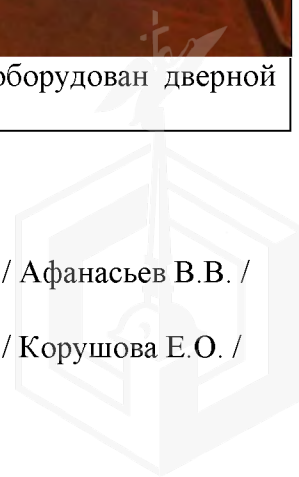 оборудован дверной
/ Афанасьев В.В. /
/ Корушова Е.О. /